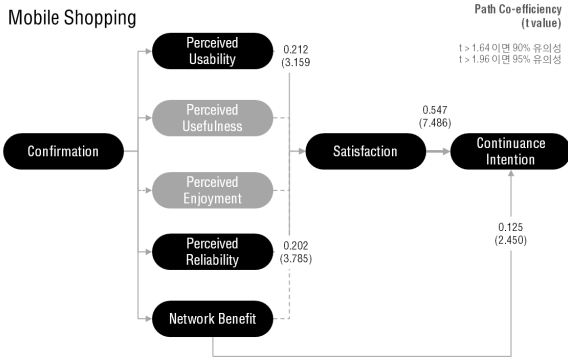 Mobile Shopping
Path Co-efficiency
(t value)
t > 1.64 이면 90% 유의성
t > 1.96 이면 95% 유의성
Perceived
Usability
0.212
(3.159
Perceived
Usefulness
0.547
(7.486)
Confirmation
Satisfaction
Continuance
Intention
Perceived
Enjoyment
0.125
(2.450)
Perceived
Reliability
0.202
(3.785)
Network Benefit